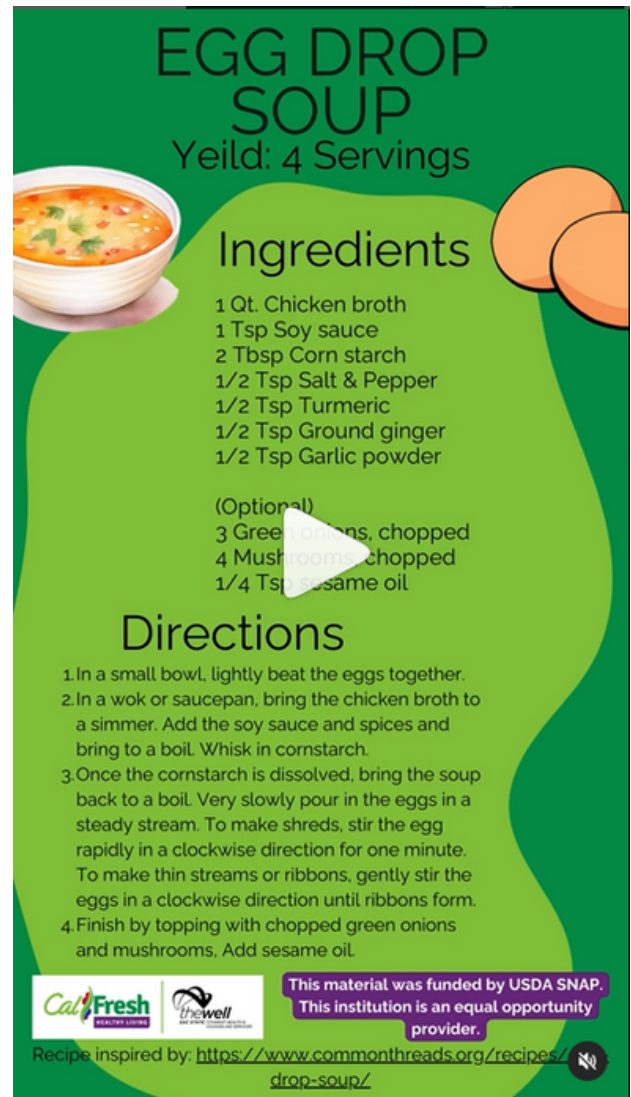 EGG DROP
SOUP
Yeild: 4 Servings
Ingredients
1 Qt. Chicken broth
1 Tsp Soy sauce
2 Tbsp Corn starch
1/2 Tsp Salt & Pepper
1/2 Tsp Turmeric
1/2 Tsp Ground ginger
1/2 Tsp Garlic powder
(Optional)
3 Green onions, chopped
4 Mushrooms, chopped
1/4 Tsp sesame oil
Directions
1. In a small bowl, lightly beat the eggs together.
2. In a wok or saucepan, bring the chicken broth to
a simmer. Add the soy sauce and spices and
bring to a boil. Whisk in cornstarch.
3. Once the cornstarch is dissolved, bring the soup
back to a boil. Very slowly pour in the eggs in a
steady stream. To make shreds, stir the egg
rapidly in a clockwise direction for one minute.
To make thin streams or ribbons, gently stir the
eggs in a clockwise direction until ribbons form.
4. Finish by topping with chopped green onions
and mushrooms, Add sesame oil.
CalFresh
HEALTHY LIVING
thewell
SAC STATE STUDENT HEALTH &
COUNSELING SERVICES
This material was funded by USDA SNAP.
This institution is an equal opportunity
provider.
Recipe inspired by: https://www.commonthreads.org/recipes/
drop-soup/